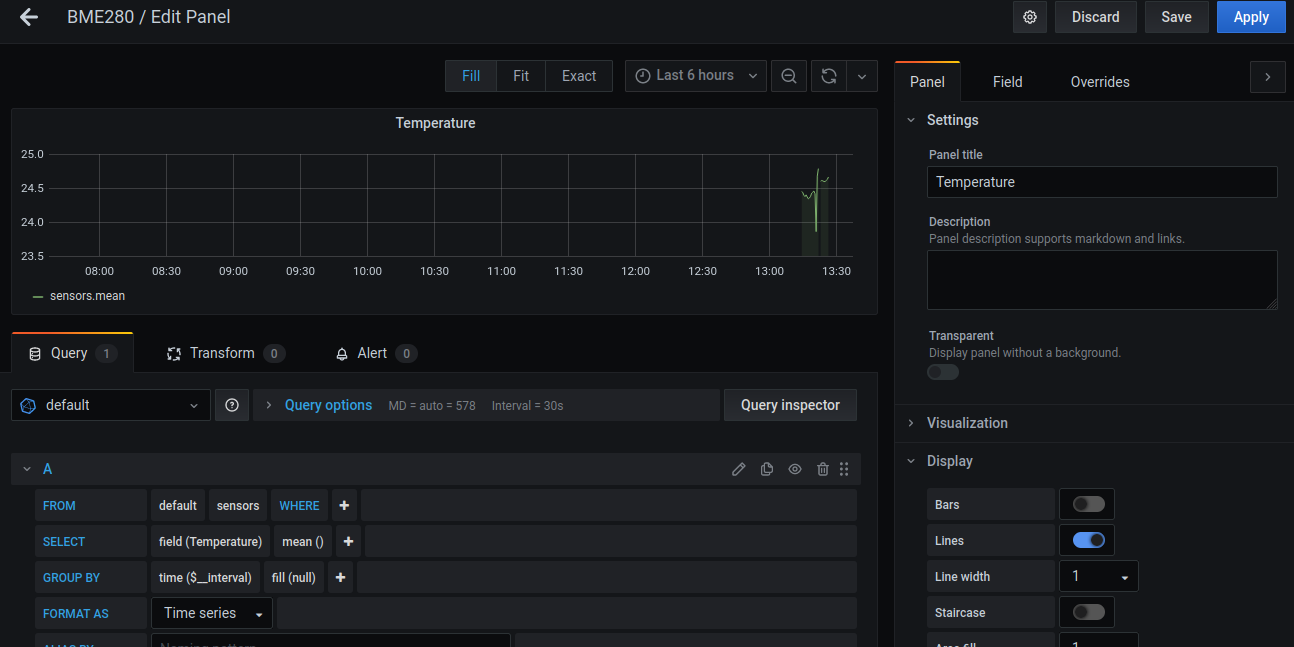 BME280 / Edit Panel
Discard Save Apply
Fill Fit Exact Last 6 hours
Panel Field Overrides
Temperature
25.0
24.5
24.0
23.5
08:00 08:30 09:00 09:30 10:00 10:30 11:00 11:30 12:00 12:30 13:00 13:30
sensors.mean
Query 1 Transform 0 Alert 0
default Query options MD = auto = 578 Interval = 30s Query inspector
A
FROM default sensors WHERE +
SELECT field (Temperature) mean () +
GROUP BY time ($__interval) fill (null) +
FORMAT AS Time series
Settings
Panel title
Temperature
Description
Panel description supports markdown and links.
Transparent
Display panel without a background.
Visualization
Display
Bars
Lines
Line width 1
Staircase